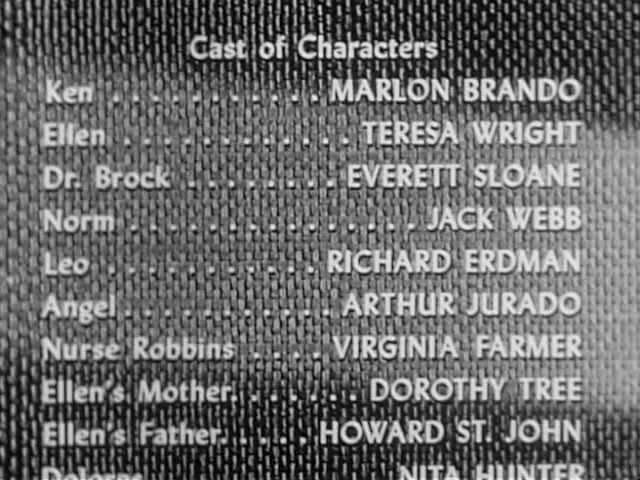 Cast of Characters
Ken . . . . . . . . . . . MARLON BRANDO
Ellen . . . . . . . . . . . . TERESA WRIGHT
Dr. Brock . . . . . . . . EVERETT SLOANE
Norm . . . . . . . . . . . . . . . JACK WEBB
Leo . . . . . . . . . . . RICHARD ERDMAN
Angel . . . . . . . . . . . ARTHUR JURADO
Nurse Robbins . . . . VIRGINIA FARMER
Ellen's Mother. . . . . . . DOROTHY TREE
Ellen's Father. . . . . HOWARD ST. JOHN
Dolores NITA HUNTER